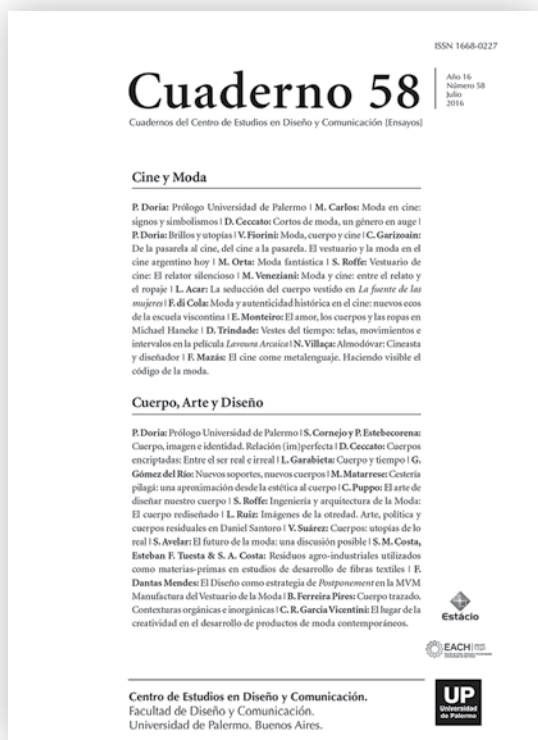 ISSN 1668-0227
Cuaderno 58
Año 16
Número 58
Julio
2016
Cuadernos del Centro de Estudios en Diseño y Comunicación [Ensayos]
Cine y Moda
P. Doria: Prólogo Universidad de Palermo | M. Carlos: Moda en cine:
signos y simbolismos | D. Ceccato: Cortos de moda, un género en auge |
P. Doria: Brillos y utopías | V. Fiorini: Moda, cuerpo y cine | C. Garizoain:
De la pasarela al cine, del cine a la pasarela. El vestuario y la moda en el
cine argentino hoy | M. Orta: Moda fantástica | S. Roffe: Vestuario de
cine: El relator silencioso | M. Veneziani: Moda y cine: entre el relato y
el ropaje | L. Acar: La seducción del cuerpo vestido en La fuente de las
mujeres | F. di Cola: Moda y autenticidad histórica en el cine: nuevos ecos
de la escuela viscontina | E. Monteiro: El amor, los cuerpos y las ropas en
Michael Haneke | D. Trindade: Vestes del tiempo: telas, movimientos e
intervalos en la película Lavoura Arcaica | N. Villaça: Almodóvar: Cineasta
y diseñador | F. Mazás: El cine come metalenguaje. Haciendo visible el
código de la moda.
Cuerpo, Arte y Diseño
P. Doria: Prólogo Universidad de Palermo | S. Cornejo y P. Estebecorena:
Cuerpo, imagen e identidad. Relación (im)perfecta | D. Ceccato: Cuerpos
encriptadas: Entre el ser real e irreal | L. Garabieta: Cuerpo y tiempo | G.
Gómez del Río: Nuevos soportes, nuevos cuerpos | M. Matarrese: Cestería
pilagá: una aproximación desde la estética al cuerpo | C. Puppo: El arte de
diseñar nuestro cuerpo | S. Roffe: Ingeniería y arquitectura de la Moda:
El cuerpo rediseñado | L. Ruiz: Imágenes de la otredad. Arte, política y
cuerpos residuales en Daniel Santoro | V. Suárez: Cuerpos: utopías de lo
real | S. Avelar: El futuro de la moda: una discusión posible | S. M. Costa,
Esteban F. Tuesta & S. A. Costa: Residuos agro-industriales utilizados
como materias-primas en estudios de desarrollo de fibras textiles | F.
Dantas Mendes: El Diseño como estrategia de Postponement en la MVM
Manufactura del Vestuario de la Moda | B. Ferreira Pires: Cuerpo trazado.
Contexturas orgánicas e inorgánicas | C. R. Garcia Vicentini: El lugar de la
creatividad en el desarrollo de productos de moda contemporáneos.
Estácio
EACH
Centro de Estudios en Diseño y Comunicación.
Facultad de Diseño y Comunicación.
Universidad de Palermo. Buenos Aires.
UP
Universidad
de Palermo